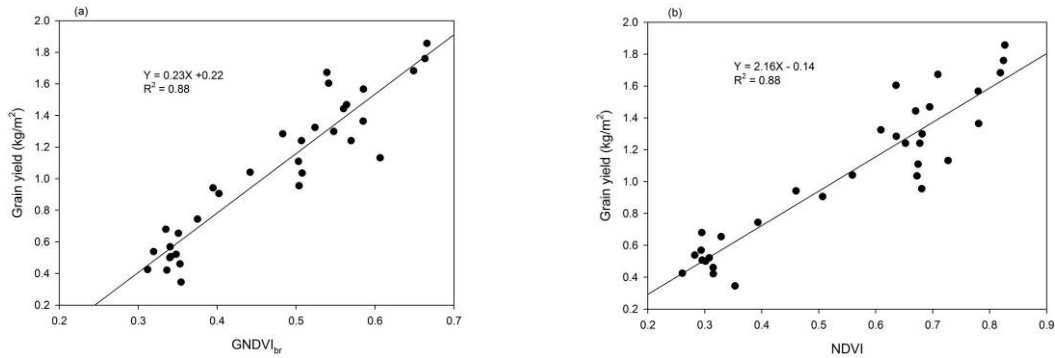 (a)
Grain yield (kg/m²)
2.0
1.8
1.6
1.4
1.2
1.0
0.8
0.6
0.4
0.2
Y = 0.23X +0.22
R² = 0.88
0.2 0.3 0.4 0.5 0.6 0.7
GNDVI_br
(b)
Grain yield (kg/m²)
2.0
1.8
1.6
1.4
1.2
1.0
0.8
0.6
0.4
0.2
Y = 2.16X - 0.14
R² = 0.88
0.2 0.3 0.4 0.5 0.6 0.7 0.8 0.9
NDVI